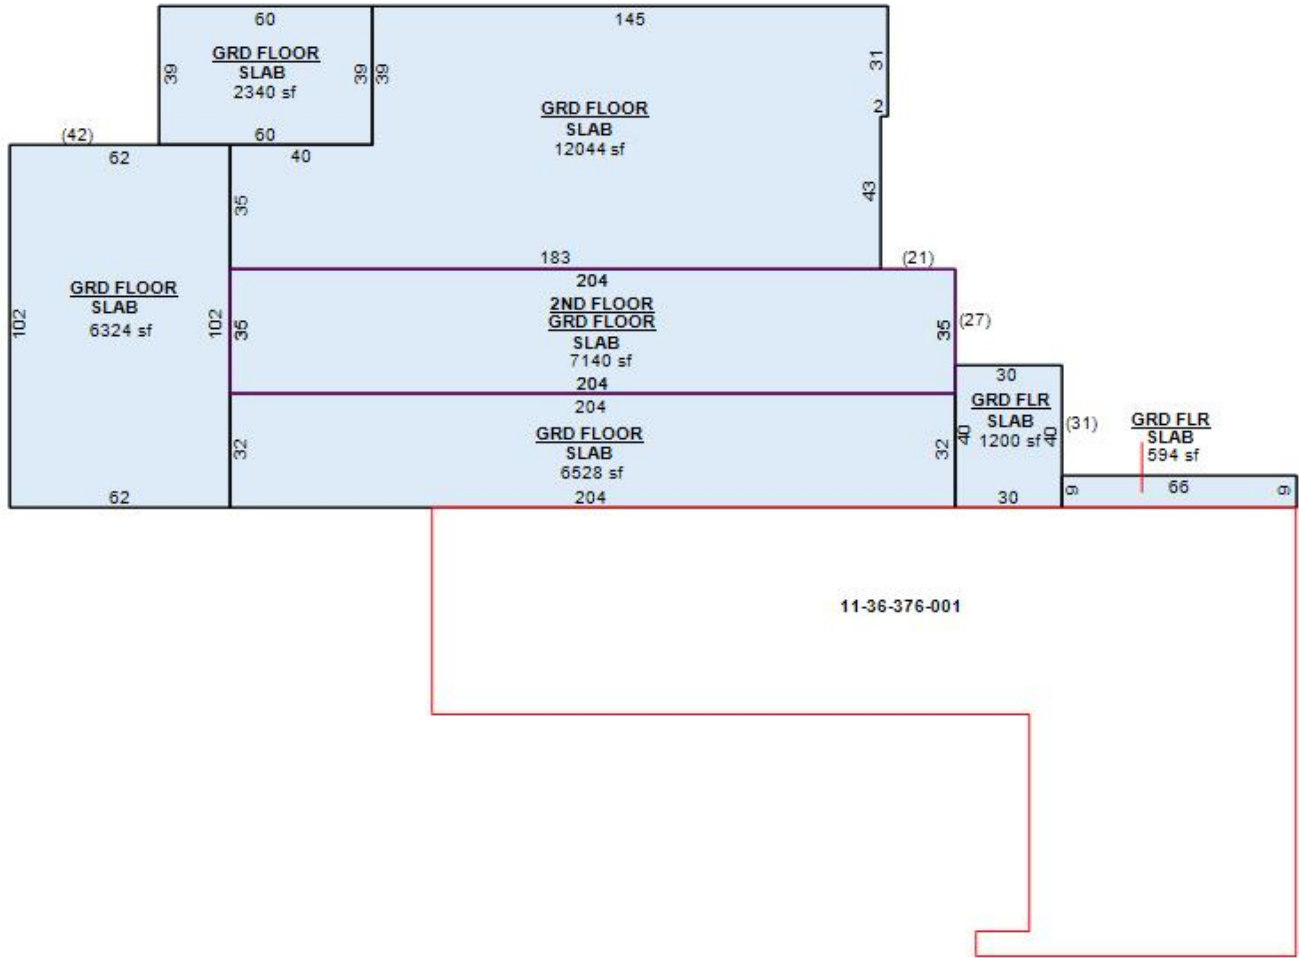 60
145
GRD FLOOR
SLAB
2340 sf
39
39
39
31
2
60
GRD FLOOR
SLAB
12044 sf
(42)
62
40
35
43
183
(21)
GRD FLOOR
SLAB
6324 sf
102
102
204
2ND FLOOR
GRD FLOOR
SLAB
7140 sf
35
35
(27)
204
204
GRD FLOOR
SLAB
6528 sf
32
32
30
GRD FLR
SLAB
1200 sf
40
40
(31)
GRD FLR
SLAB
594 sf
62
204
30
9
66
9
11-36-376-001